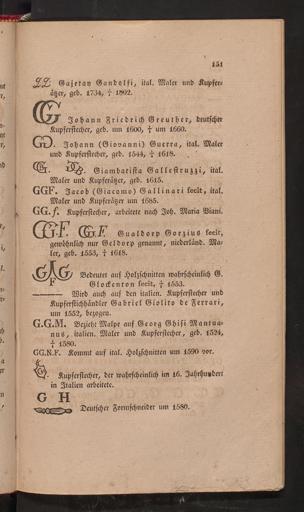 151
Gajetan Gandolfi, ital. Maler und Kupfer-
ätzer, geb. 1734, † 1802.
Johann Friedrich Greuther, deutscher
Kupferstecher, geb. um 1600, † um 1660.
Johann (Giovanni) Guerra, ital. Maler
und Kupferstecher, geb. 1544, † 1618.
Giambatista Gallestruzzi, ital.
Maler und Kupferätzer, geb. 1615.
GGF. Jacob (Giacomo) Gallinari fecit, ital.
Maler und Kupferätzer um 1685.
GG. f. Kupferstecher, arbeitete nach Joh. Maria Viani.
GG.F. GG.F. Gualdorp Gorzius fecit,
gewöhnlich nur Geldorp genannt, niederländ. Ma-
ler, geb. 1553, † 1618.
Bedeutet auf Holzschnitten wahrscheinlich G.
Glockenton fecit, † 1553.
Wird auch auf den italien. Kupferstecher und
Kupferstichhändler Gabriel Giolito de Ferrari,
um 1552, bezogen.
G.G.M. Bezieht Malpe auf Georg Ghisi Mantua-
nus, italien. Maler und Kupferstecher, geb. 1524,
† 1580.
GG.N.F. Kommt auf ital. Holzschnitten um 1590 vor.
Kupferstecher, der wahrscheinlich im 16. Jahrhundert
in Italien arbeitete.
G H
Deutscher Formschneider um 1580.